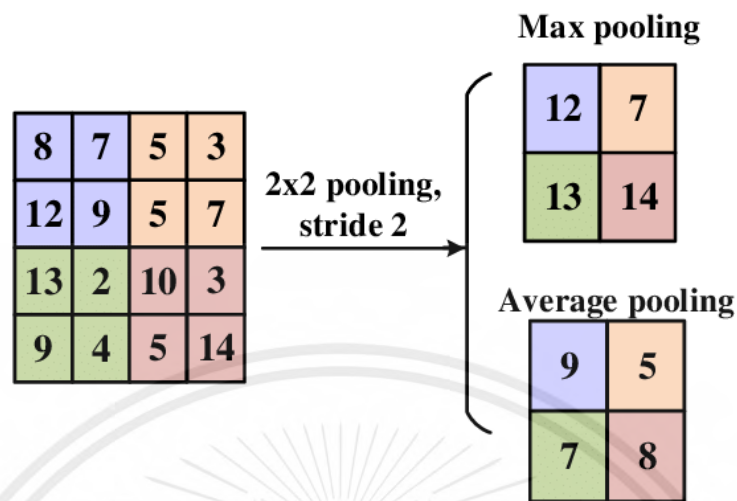 Max pooling
12 7
13 14
8 7 5 3
12 9 5 7
13 2 10 3
9 4 5 14
2x2 pooling,
stride 2
Average pooling
9 5
7 8